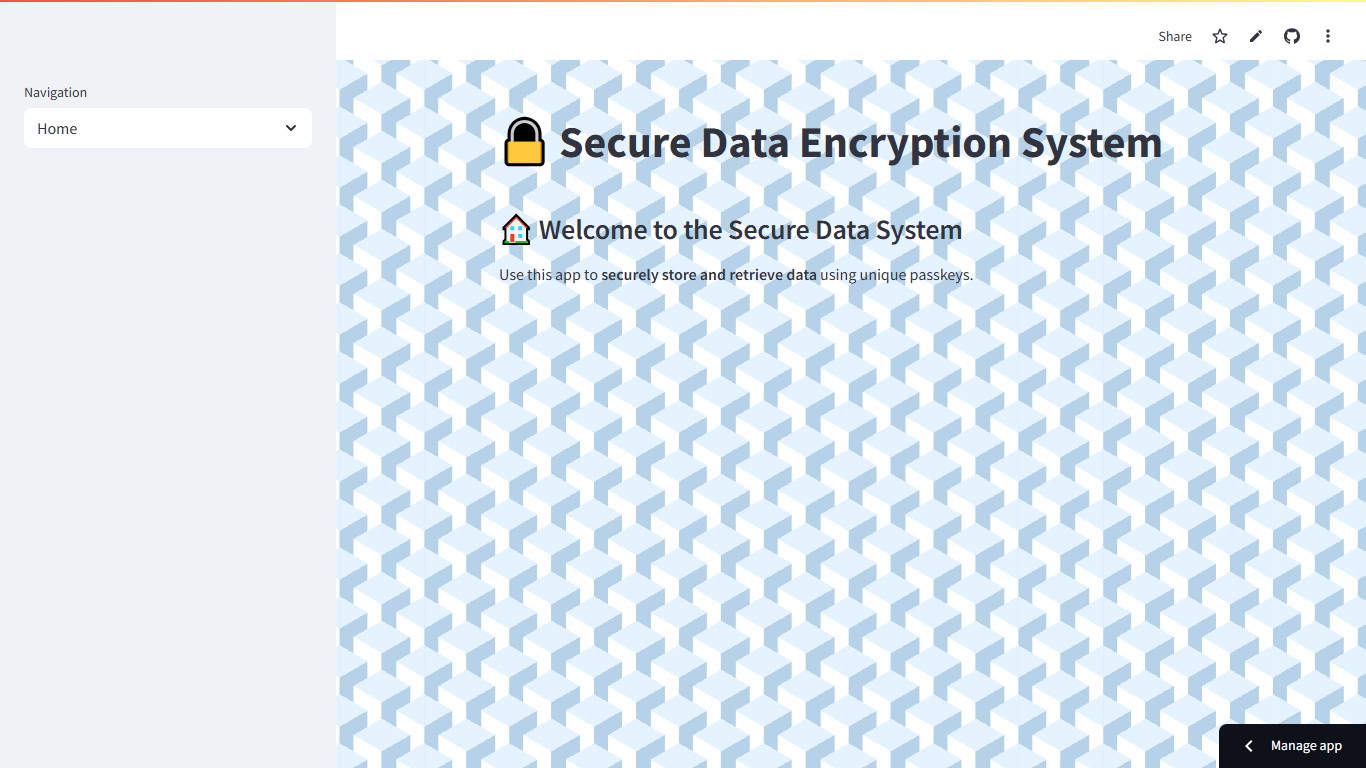 Share
Navigation
Home
Secure Data Encryption System
Welcome to the Secure Data System
Use this app to securely store and retrieve data using unique passkeys.
Manage app